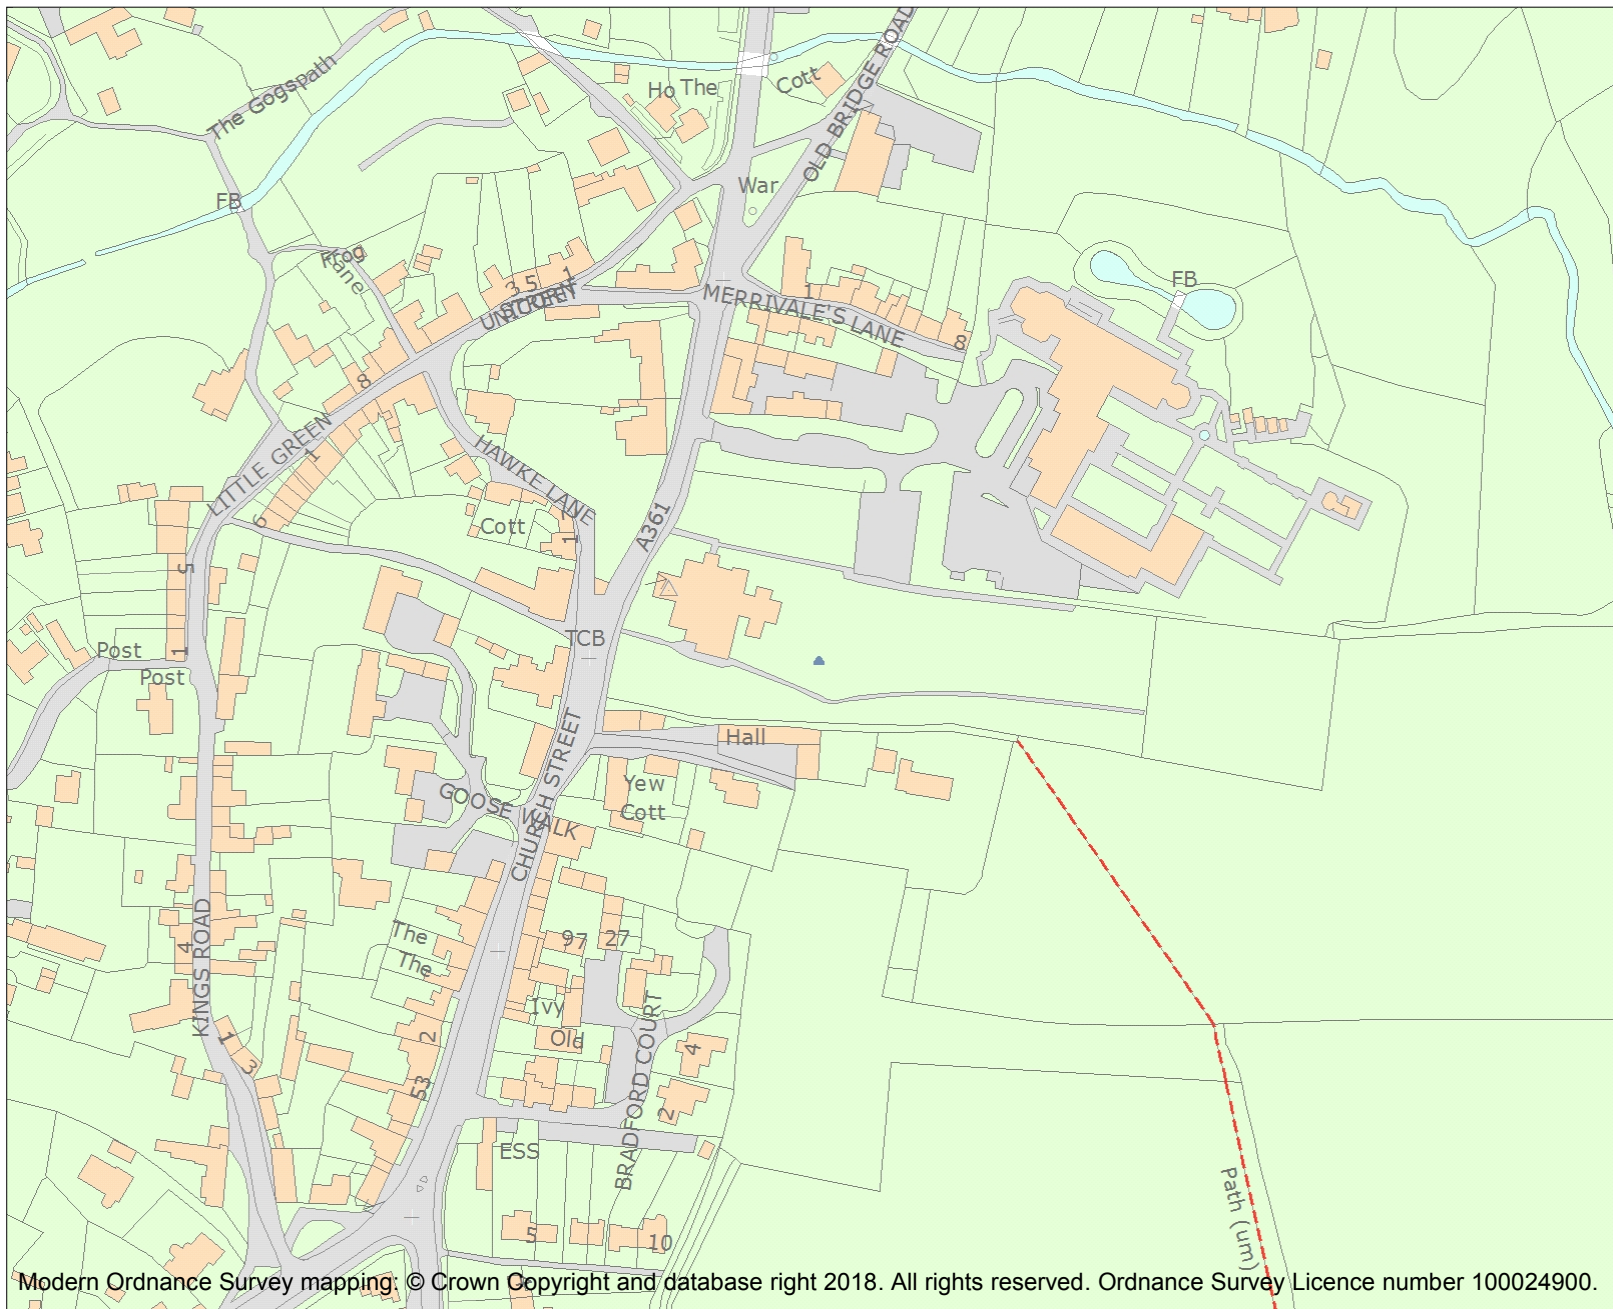 The Gogspath
Ho The
Cott
OLD BRIDGE ROAD
War
FB
Frog
Lane
3 5 1
UNICORN
STREET
1
MERRIVALE'S LANE
8
FB
8
LITTLE GREEN
1
6
HAWKE LANE
Cott
1
A361
5
TCB
Post
1
Post
Hall
Yew
Cott
GOOSE WALK
CHURCH STREET
KINGS ROAD
4
The
The
97
27
Ivy
Old
2
53
1
3
BRADFORD COURT
4
2
ESS
5
10
Path (um)
Modern Ordnance Survey mapping: © Crown Copyright and database right 2018. All rights reserved. Ordnance Survey Licence number 100024900.